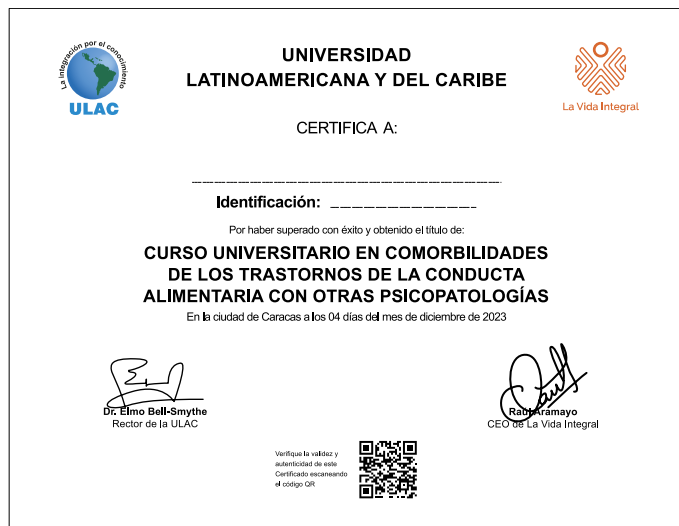 La integración por el conocimiento
ULAC
UNIVERSIDAD
LATINOAMERICANA Y DEL CARIBE
La Vida Integral
CERTIFICA A:
Identificación:
Por haber superado con éxito y obtenido el título de:
CURSO UNIVERSITARIO EN COMORBILIDADES
DE LOS TRASTORNOS DE LA CONDUCTA
ALIMENTARIA CON OTRAS PSICOPATOLOGÍAS
En la ciudad de Caracas a los 04 días del mes de diciembre de 2023
Dr. Elmo Bell-Smythe
Rector de la ULAC
Raúl Aramayo
CEO de La Vida Integral
Verifique la validez y
autenticidad de este
Certificado escaneando
el código QR